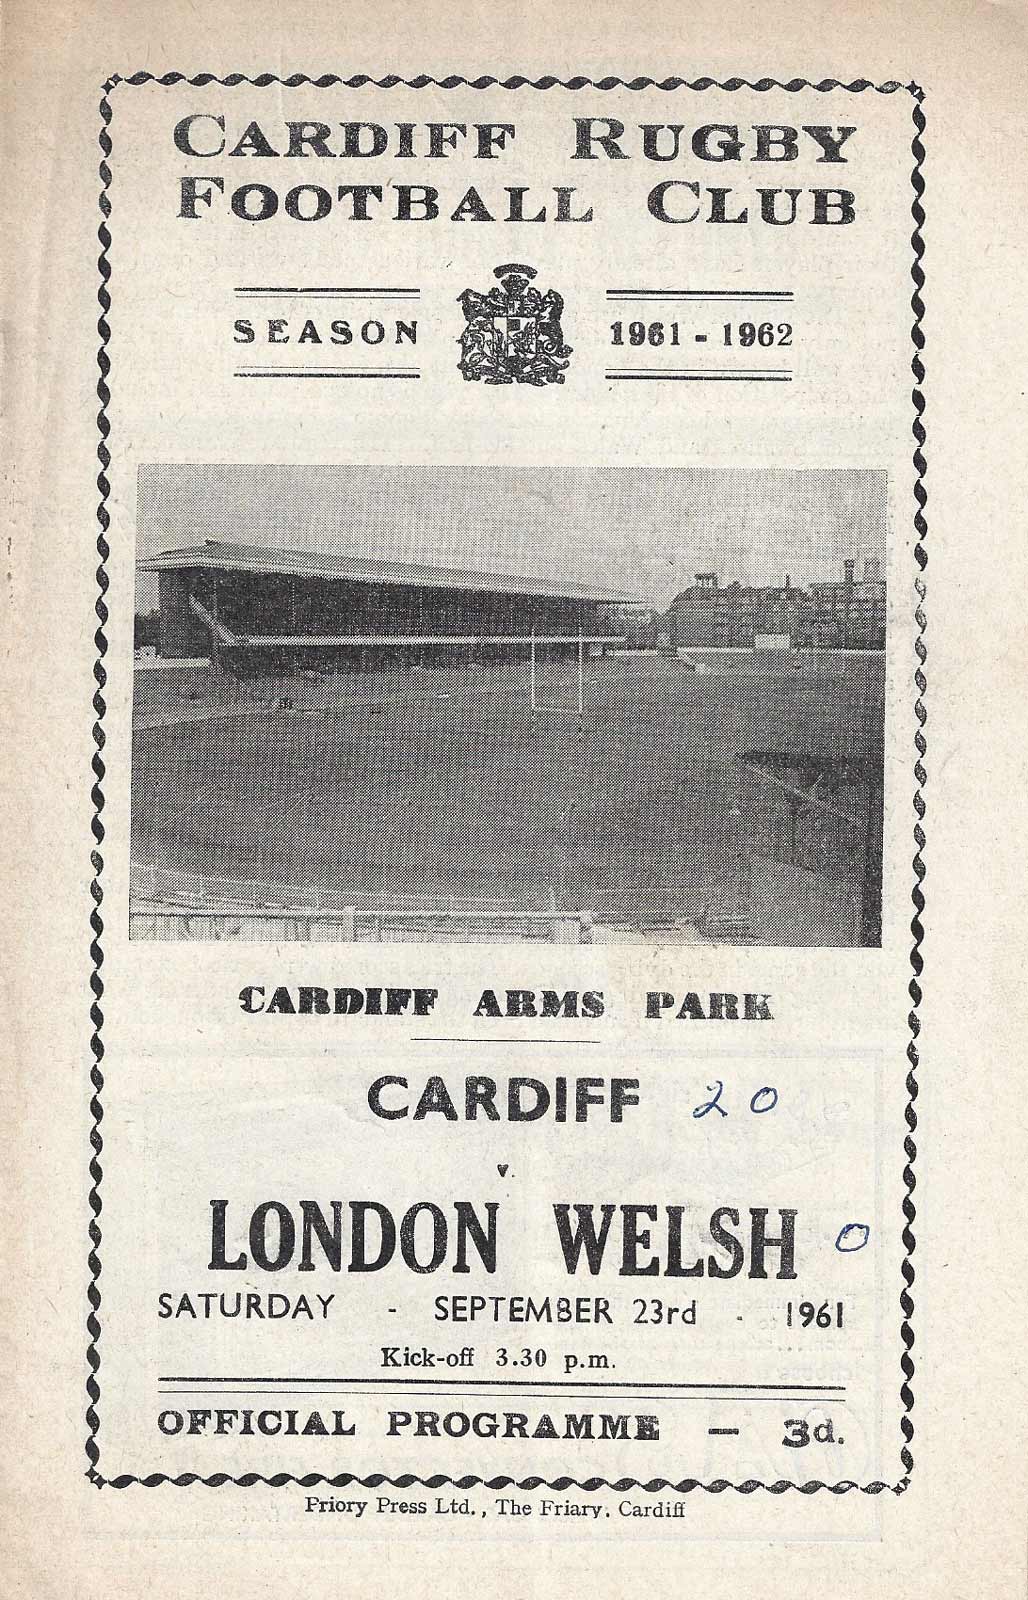 CARDIFF RUGBY
FOOTBALL CLUB
SEASON 1961 - 1962
CARDIFF ARMS PARK
CARDIFF 20
v.
LONDON WELSH 0
SATURDAY - SEPTEMBER 23rd - 1961
Kick-off 3.30 p.m.
OFFICIAL PROGRAMME — 3d.
Priory Press Ltd., The Friary, Cardiff